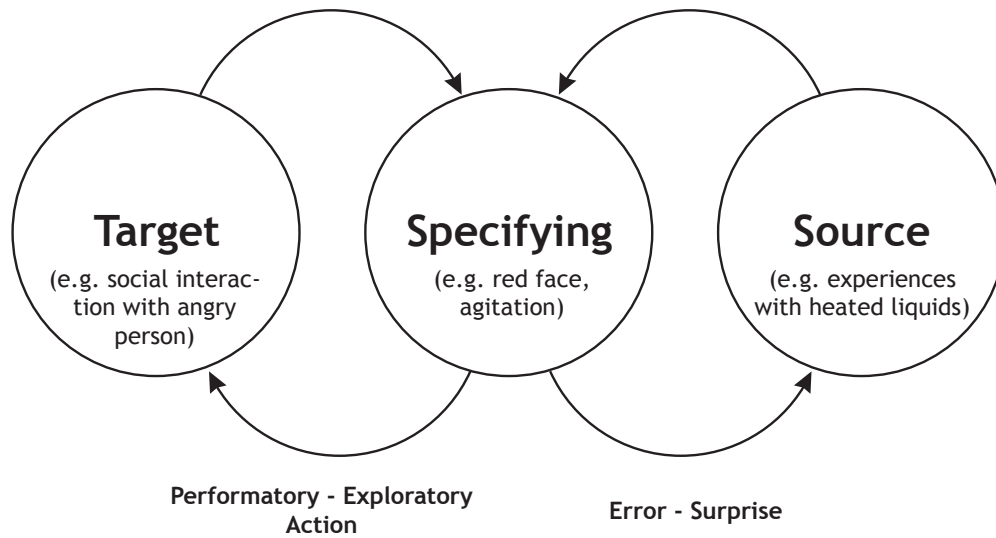 Target
(e.g. social interac-
tion with angry
person)
Specifying
(e.g. red face,
agitation)
Source
(e.g. experiences
with heated liquids)
Performatory - Exploratory
Action
Error - Surprise